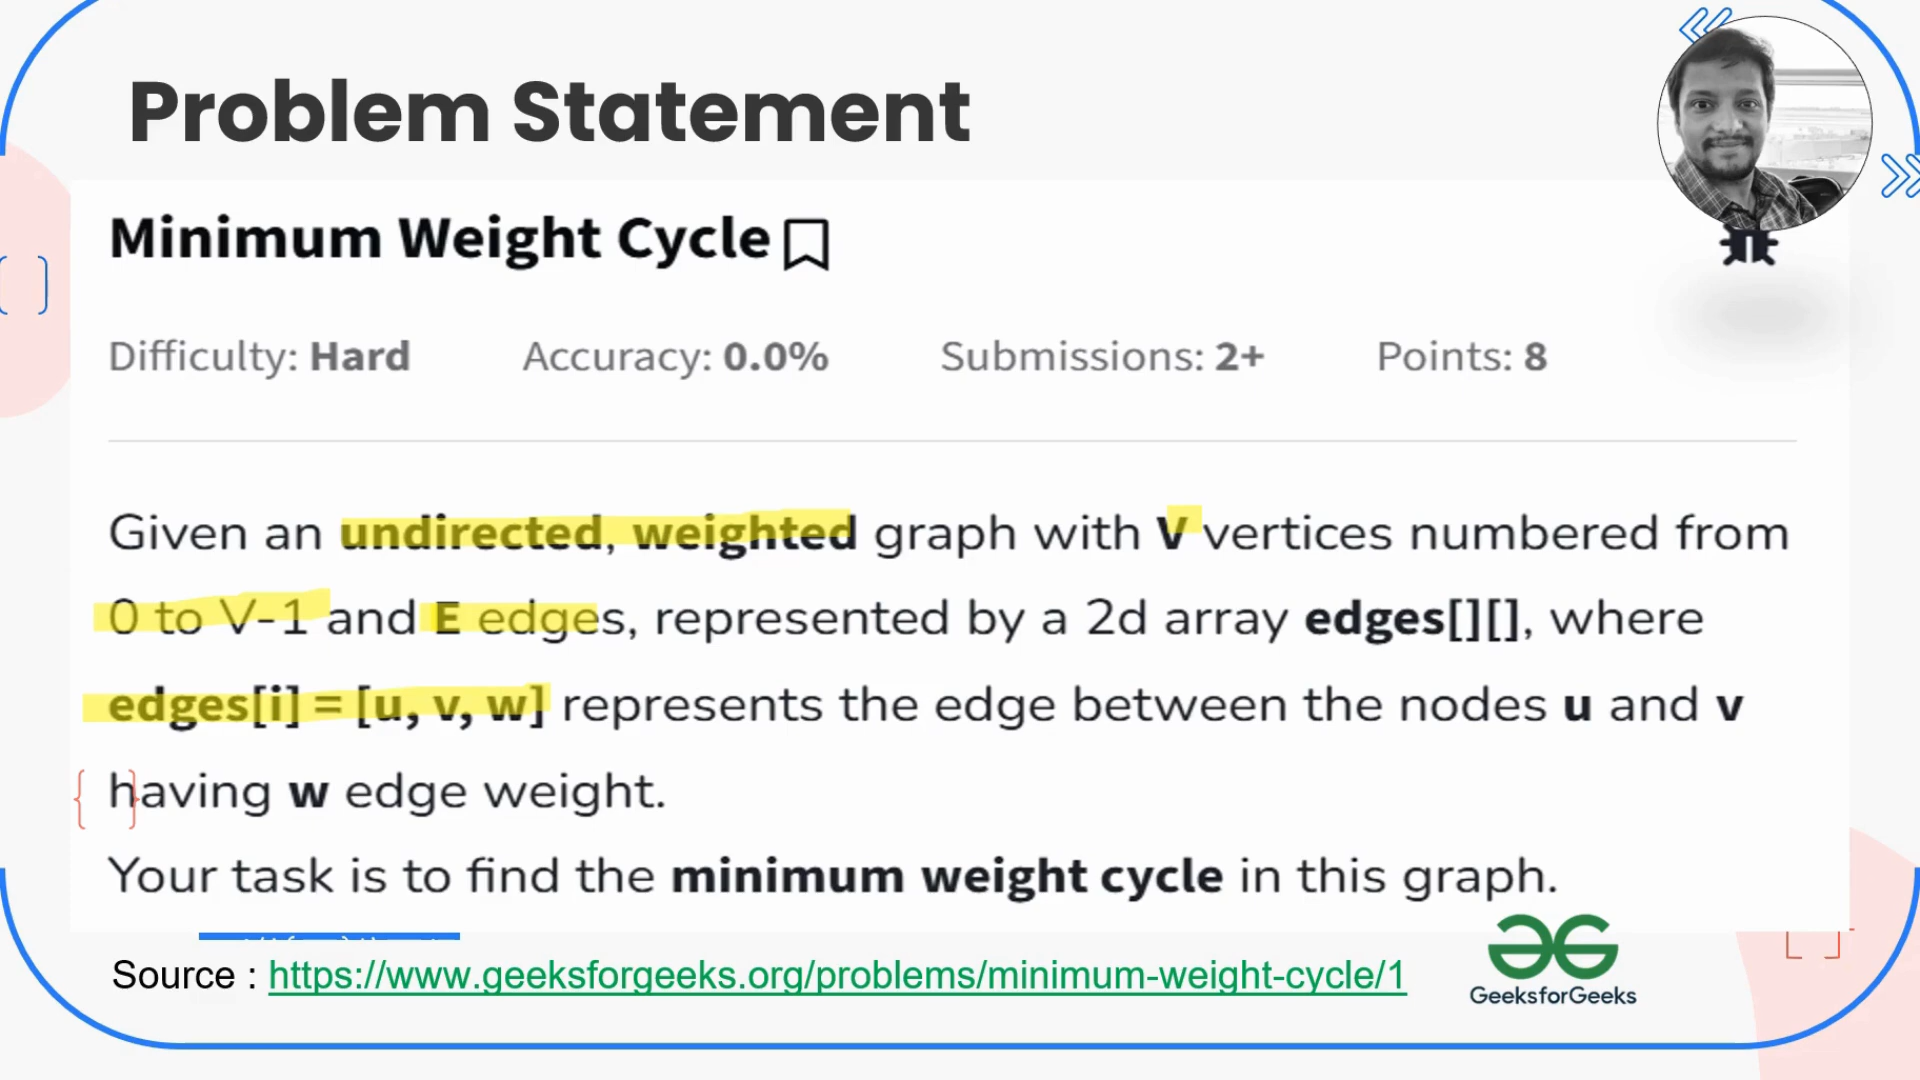 Problem Statement
Minimum Weight Cycle
Difficulty: Hard Accuracy: 0.0% Submissions: 2+ Points: 8
Given an undirected, weighted graph with V vertices numbered from
0 to V-1 and E edges, represented by a 2d array edges[][], where
edges[i] = [u, v, w] represents the edge between the nodes u and v
having w edge weight.
Your task is to find the minimum weight cycle in this graph.
Source : https://www.geeksforgeeks.org/problems/minimum-weight-cycle/1
GeeksforGeeks